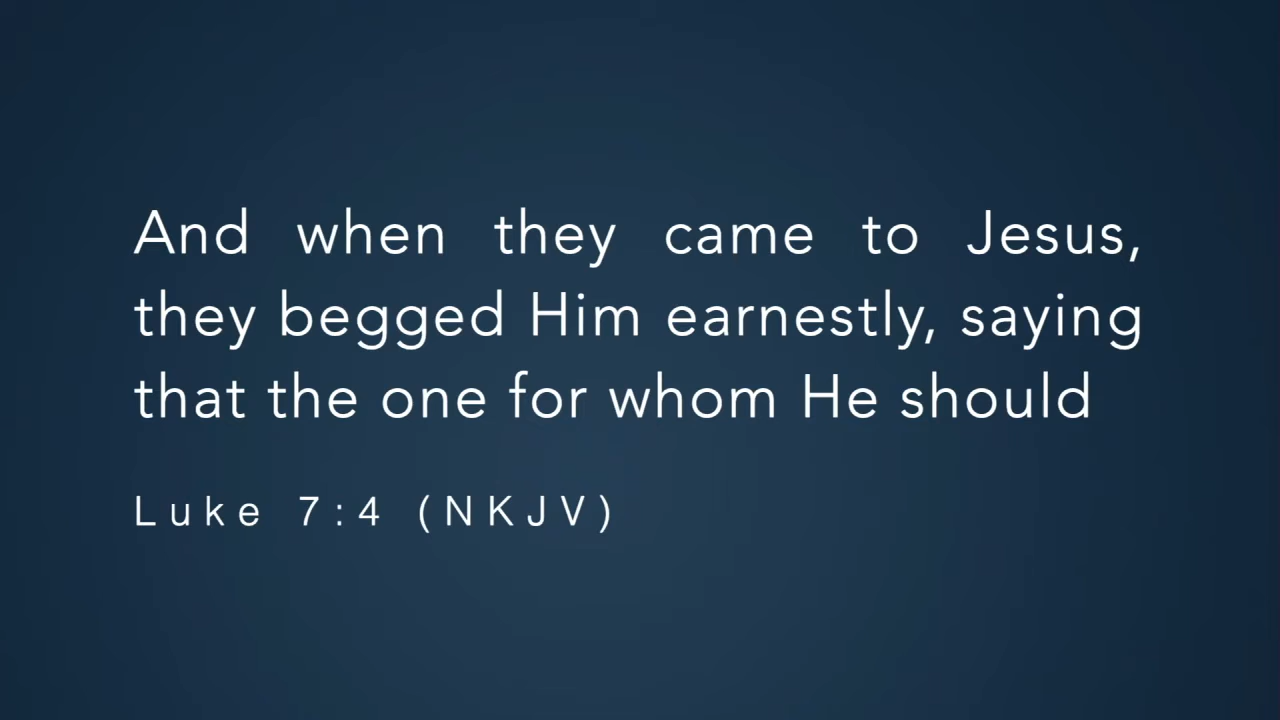 And when they came to Jesus,
they begged Him earnestly, saying
that the one for whom He should
Luke 7:4 (NKJV)